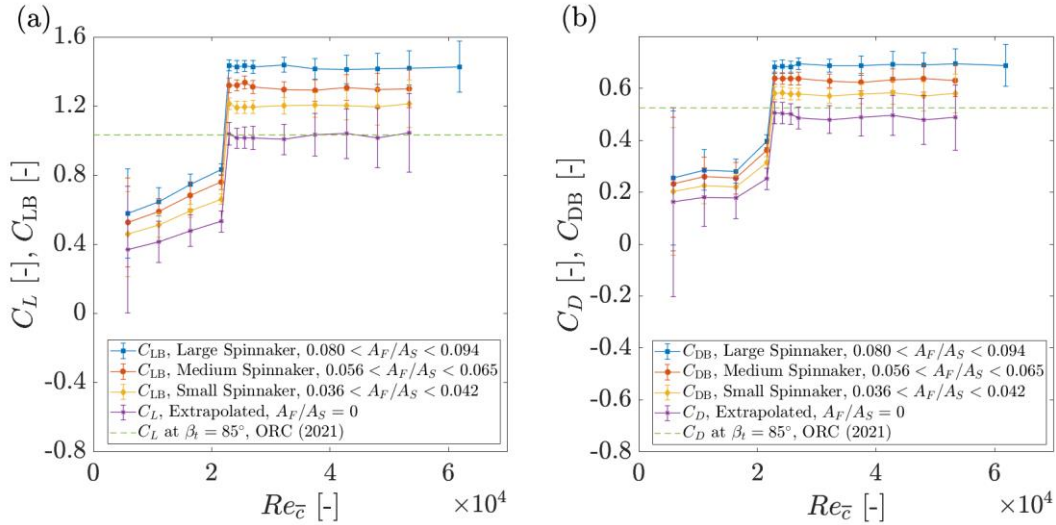 (a)
1.6
1.2
0.8
0.4
0
-0.4
-0.8
C_L [-], C_LB [-]
C_LB, Large Spinnaker, 0.080 < A_F/A_S < 0.094
C_LB, Medium Spinnaker, 0.056 < A_F/A_S < 0.065
C_LB, Small Spinnaker, 0.036 < A_F/A_S < 0.042
C_L, Extrapolated, A_F/A_S = 0
C_L at β_t = 85°, ORC (2021)
0 2 4 6
×10^4
Re_c̅ [-]
(b)
0.6
0.4
0.2
0
-0.2
-0.4
-0.6
-0.8
C_D [-], C_DB [-]
C_DB, Large Spinnaker, 0.080 < A_F/A_S < 0.094
C_DB, Medium Spinnaker, 0.056 < A_F/A_S < 0.065
C_DB, Small Spinnaker, 0.036 < A_F/A_S < 0.042
C_D, Extrapolated, A_F/A_S = 0
C_D at β_t = 85°, ORC (2021)
0 2 4 6
×10^4
Re_c̅ [-]